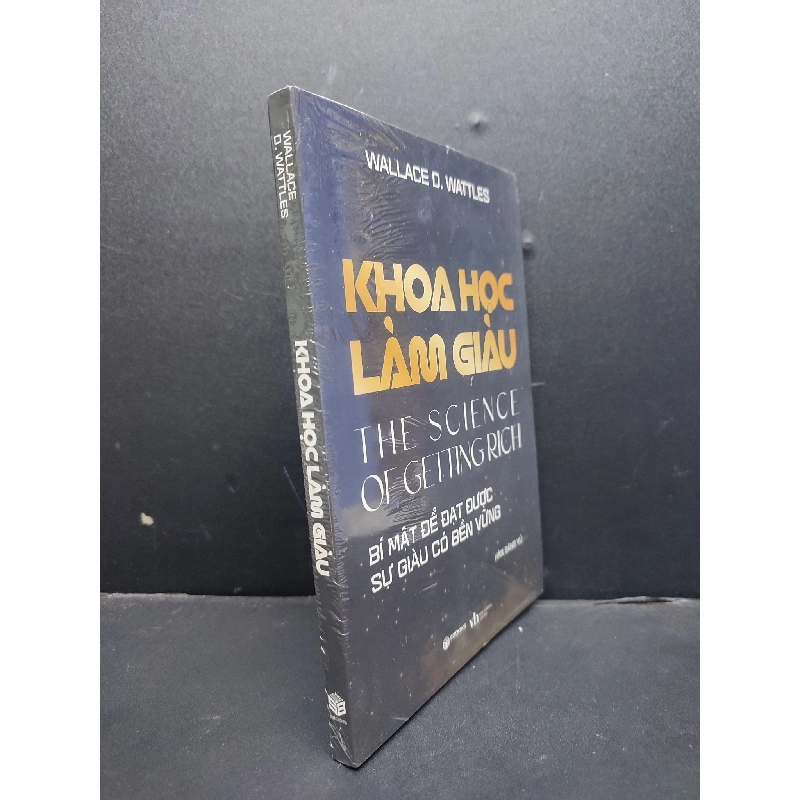 WALLACE D. WATTLES
KHOA HỌC
LÀM GIÀU
THE SCIENCE
OF GETTING RICH
BÍ MẬT ĐỂ ĐẠT ĐƯỢC
SỰ GIÀU CÓ BỀN VỮNG
WALLACE
D. WATTLES
KHOA HỌC LÀM GIÀU